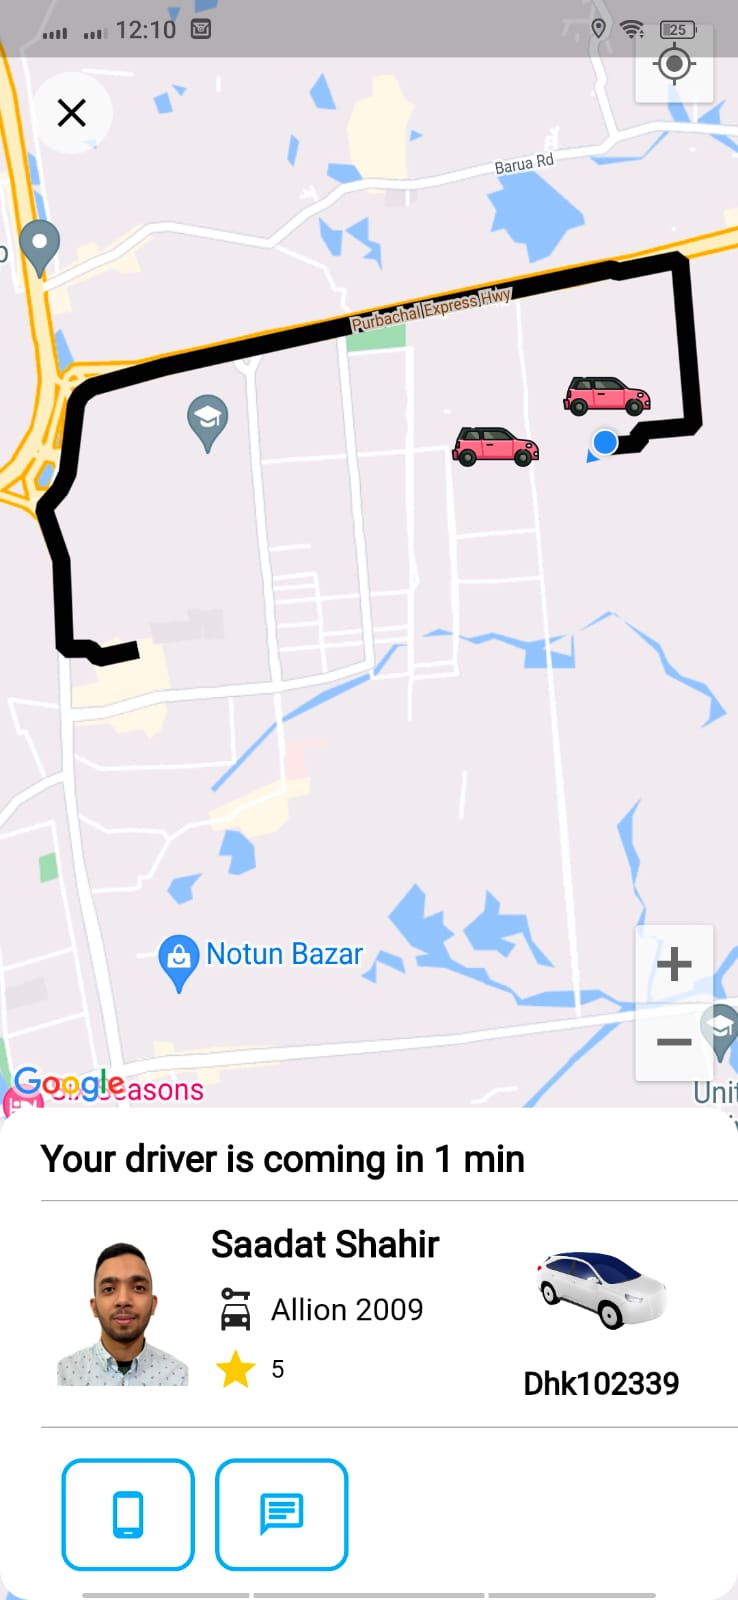 12:10
25
Barua Rd
Purbachal Express Hwy
Notun Bazar
Google
easons
Unit
Your driver is coming in 1 min
Saadat Shahir
Allion 2009
5
Dhk102339